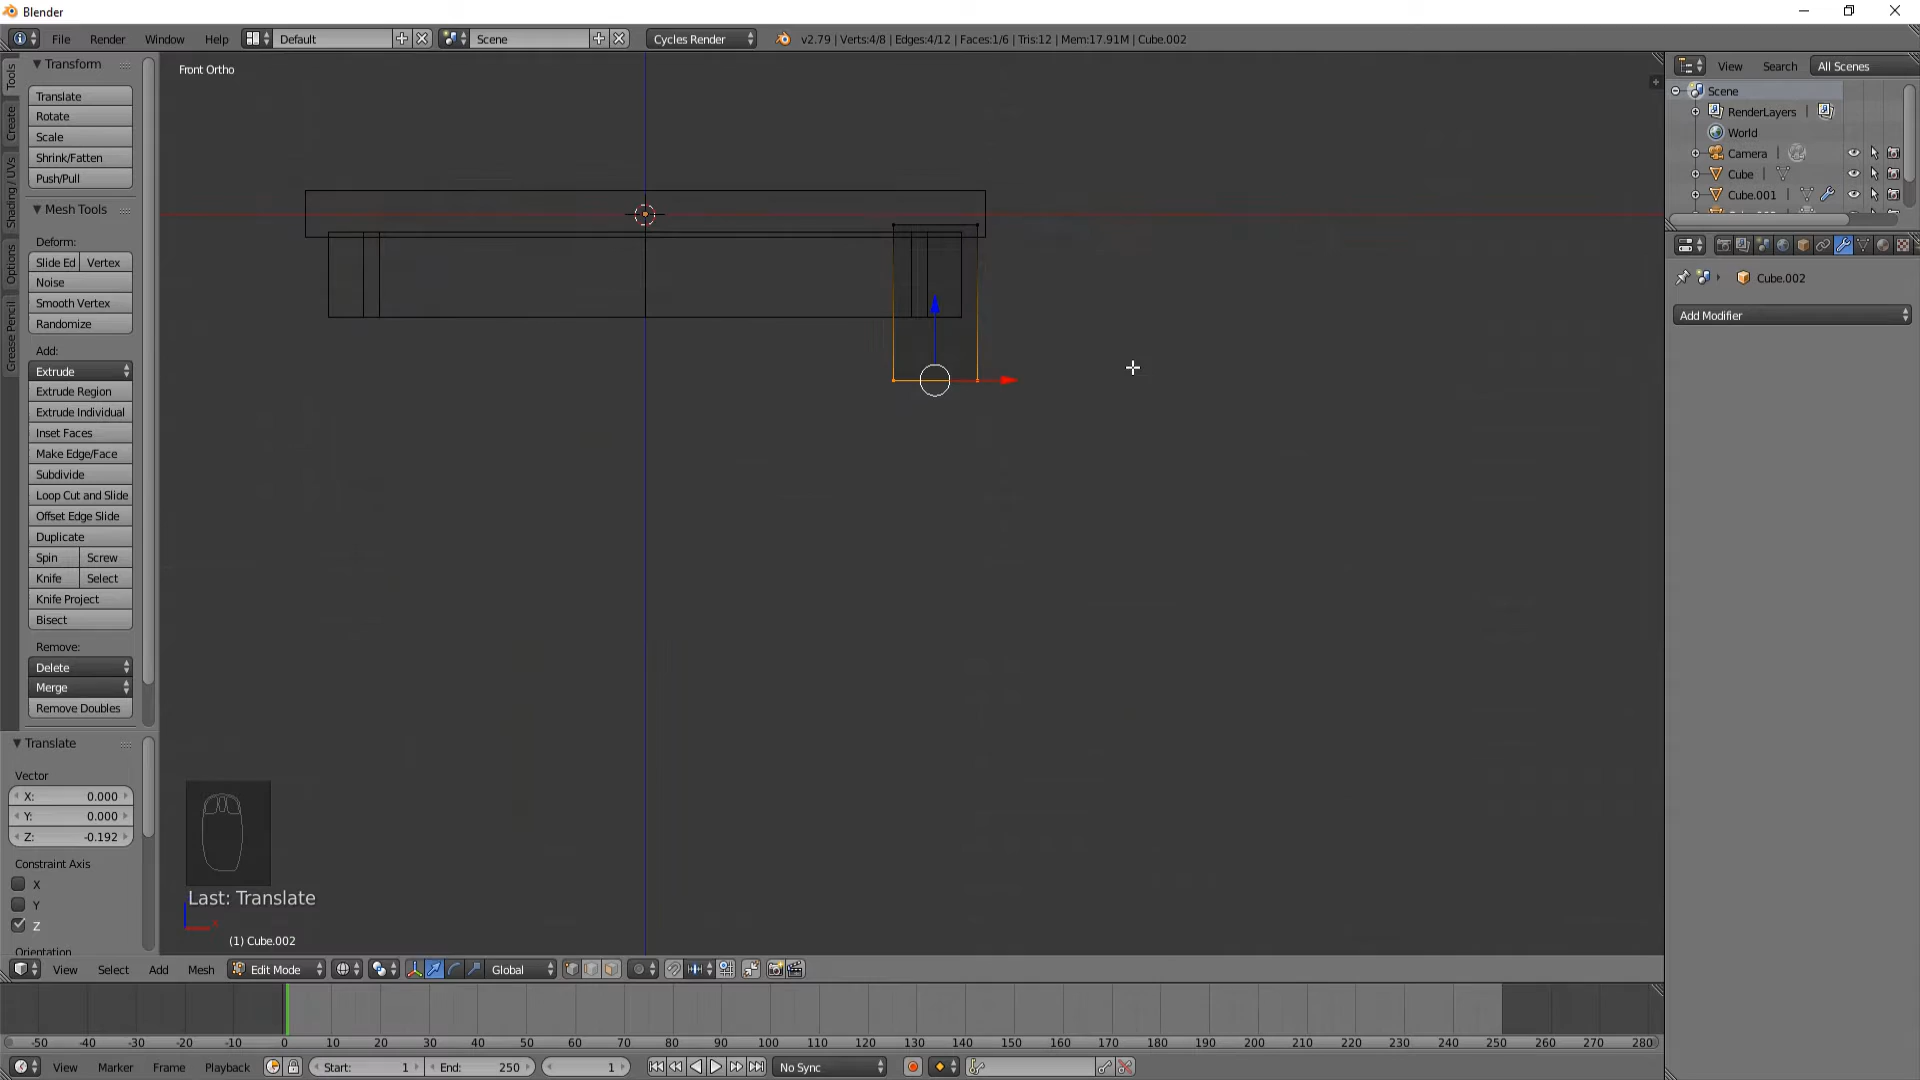 Blender
File Render Window Help Default Scene Cycles Render v2.79 | Verts:4/8 | Edges:4/12 | Faces:1/6 | Tris:12 | Mem:17.91M | Cube.002
Tools
Create
Shading / UVs
Options
Grease Pencil
Transform
Translate
Rotate
Scale
Shrink/Fatten
Push/Pull
Mesh Tools
Deform:
Slide Ed Vertex
Noise
Smooth Vertex
Randomize
Add:
Extrude
Extrude Region
Extrude Individual
Inset Faces
Make Edge/Face
Subdivide
Loop Cut and Slide
Offset Edge Slide
Duplicate
Spin Screw
Knife Select
Knife Project
Bisect
Remove:
Delete
Merge
Remove Doubles
Translate
Vector
X: 0.000
Y: 0.000
Z: -0.192
Constraint Axis
X
Y
Z
Orientation
Front Ortho
Last: Translate
(1) Cube.002
View Search All Scenes
Scene
RenderLayers |
World
Camera |
Cube |
Cube.001 |
Cube.002
Add Modifier
View Select Add Mesh Edit Mode Global
-50 -40 -30 -20 -10 0 10 20 30 40 50 60 70 80 90 100 110 120 130 140 150 160 170 180 190 200 210 220 230 240 250 260 270 280
View Marker Frame Playback Start: 1 End: 250 1 No Sync